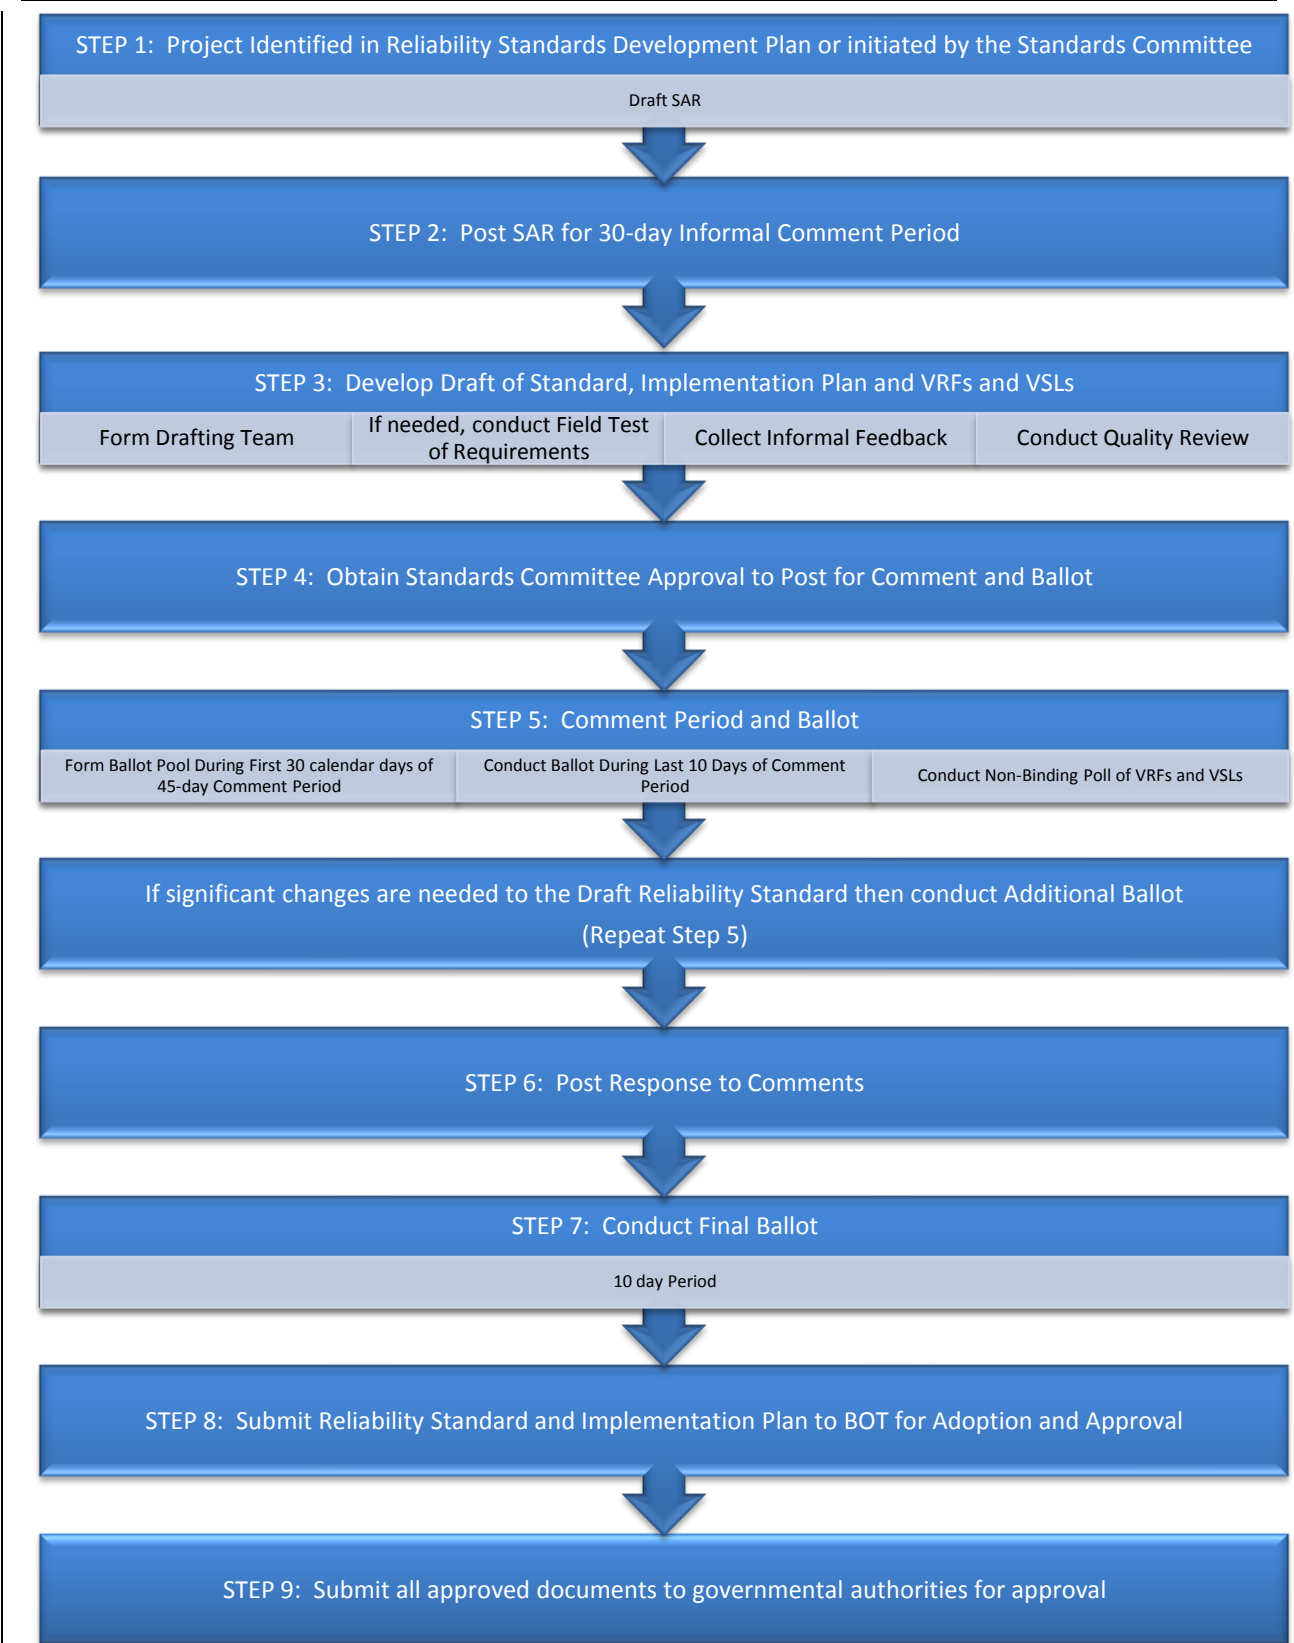 STEP 1: Project Identified in Reliability Standards Development Plan or initiated by the Standards Committee
Draft SAR
STEP 2: Post SAR for 30-day Informal Comment Period
STEP 3: Develop Draft of Standard, Implementation Plan and VRFs and VSLs
Form Drafting Team
If needed, conduct Field Test
of Requirements
Collect Informal Feedback
Conduct Quality Review
STEP 4: Obtain Standards Committee Approval to Post for Comment and Ballot
STEP 5: Comment Period and Ballot
Form Ballot Pool During First 30 calendar days of
45-day Comment Period
Conduct Ballot During Last 10 Days of Comment
Period
Conduct Non-Binding Poll of VRFs and VSLs
If significant changes are needed to the Draft Reliability Standard then conduct Additional Ballot
(Repeat Step 5)
STEP 6: Post Response to Comments
STEP 7: Conduct Final Ballot
10 day Period
STEP 8: Submit Reliability Standard and Implementation Plan to BOT for Adoption and Approval
STEP 9: Submit all approved documents to governmental authorities for approval